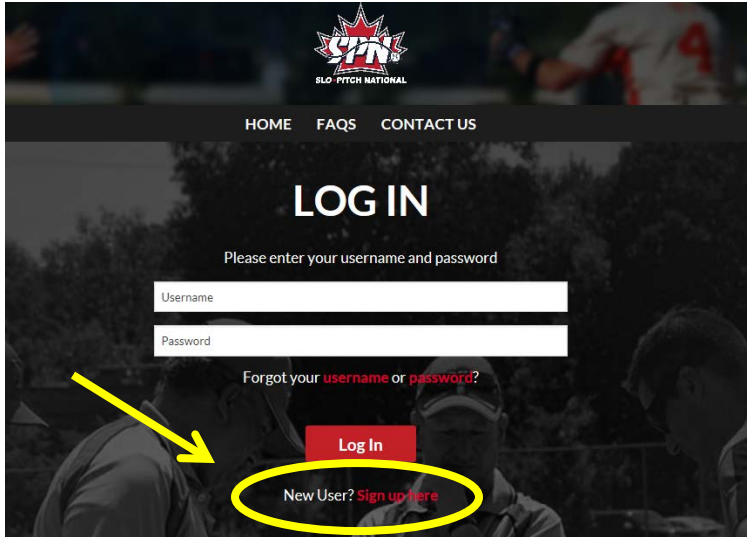 SPN
SLO-PITCH NATIONAL
4
HOME FAQS CONTACT US
LOG IN
Please enter your username and password
Username
Password
Forgot your username or password?
Log In
New User? Sign up here